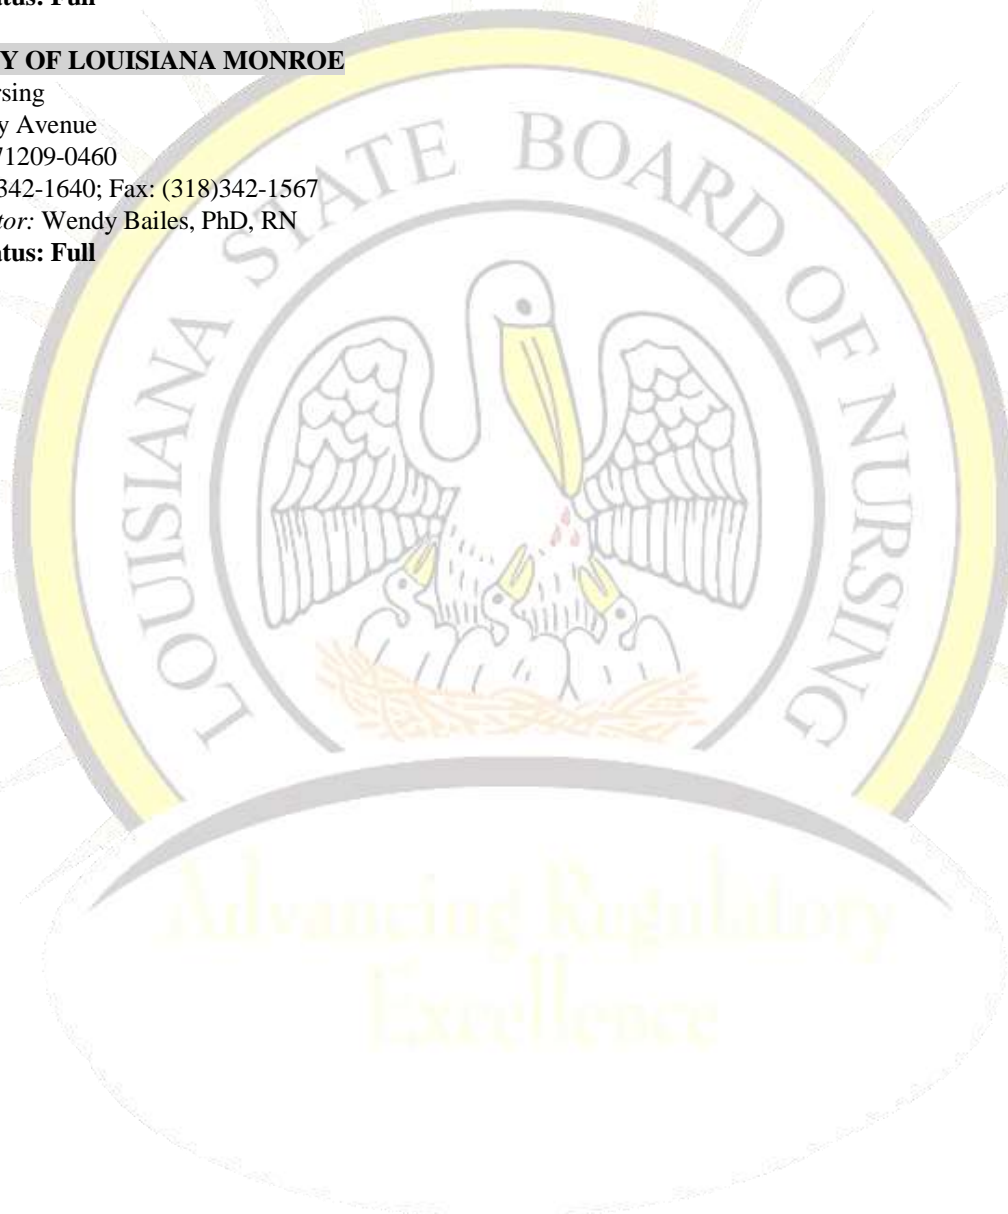 atus: Full
Y OF LOUISIANA MONROE
rsing
y Avenue
71209-0460
342-1640; Fax: (318)342-1567
tor: Wendy Bailes, PhD, RN
atus: Full
LOUISIANA STATE BOARD OF NURSING
Advancing Regulatory
Excellence